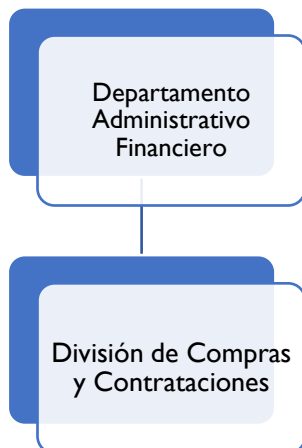 Departamento
Administrativo
Financiero
División de Compras
y Contrataciones